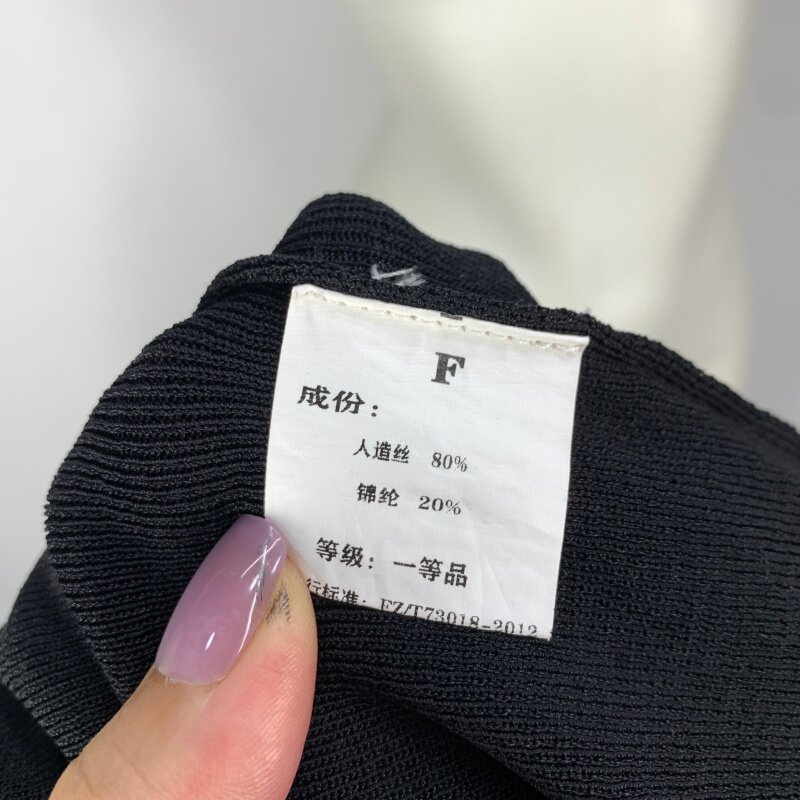 F
成份：
人造丝 80%
锦纶 20%
等级：一等品
行标准：FZ/T73018-2012